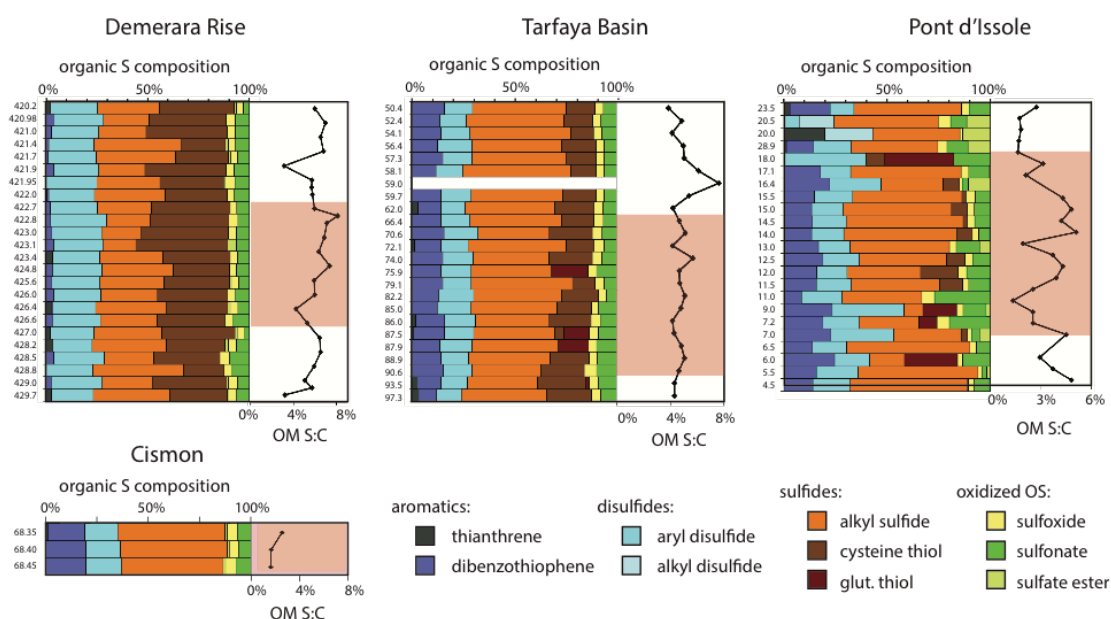 Demerara Rise
Tarfaya Basin
Pont d'Issole
organic S composition
organic S composition
organic S composition
0% 50% 100%
0% 50% 100%
0% 50% 100%
420.2
420.98
421.0
421.4
421.7
421.9
421.95
422.0
422.7
422.8
423.0
423.1
423.4
424.8
425.6
426.0
426.4
426.6
427.0
428.2
428.5
428.8
429.0
429.7
0% 4% 8%
OM S:C
50.4
52.4
54.1
56.4
57.3
58.1
59.0
59.7
62.0
66.4
70.6
72.1
74.0
75.9
79.1
82.2
85.0
86.0
85.7
87.9
88.9
90.6
93.5
97.3
0% 4% 8%
OM S:C
23.5
20.5
20.0
28.9
18.0
17.1
16.4
15.5
15.0
14.5
14.0
13.0
12.5
12.0
11.5
11.0
9.0
7.2
7.0
6.5
6.0
5.5
4.5
0% 3% 6%
OM S:C
Cismon
organic S composition
0% 50% 100%
68.35
68.40
68.45
0% 4% 8%
OM S:C
aromatics:
thianthrene
dibenzothiophene
disulfides:
aryl disulfide
alkyl disulfide
sulfides:
alkyl sulfide
cysteine thiol
glut. thiol
oxidized OS:
sulfoxide
sulfonate
sulfate ester